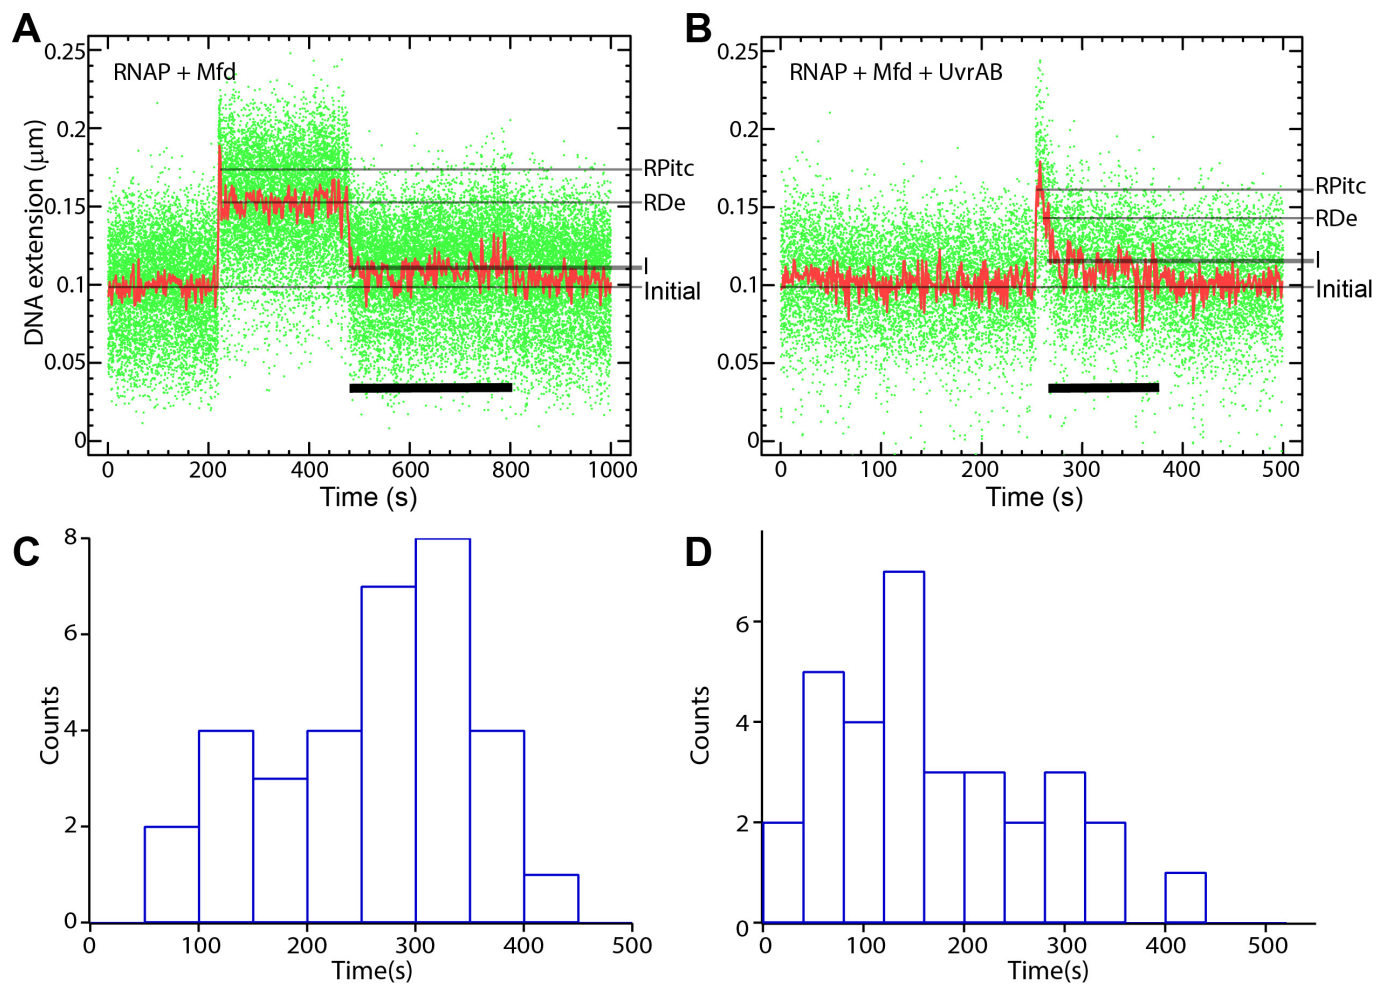 A
RNAP + Mfd
DNA extension (μm)
0.25
0.2
0.15
0.1
0.05
0
0 200 400 600 800 1000
Time (s)
RPitc
RDe
I
Initial
B
RNAP + Mfd + UvrAB
0.25
0.2
0.15
0.1
0.05
0
0 100 200 300 400 500
Time (s)
RPitc
RDe
I
Initial
C
Counts
8
6
4
2
0
0 100 200 300 400 500
Time(s)
D
Counts
6
4
2
0
0 100 200 300 400 500
Time(s)